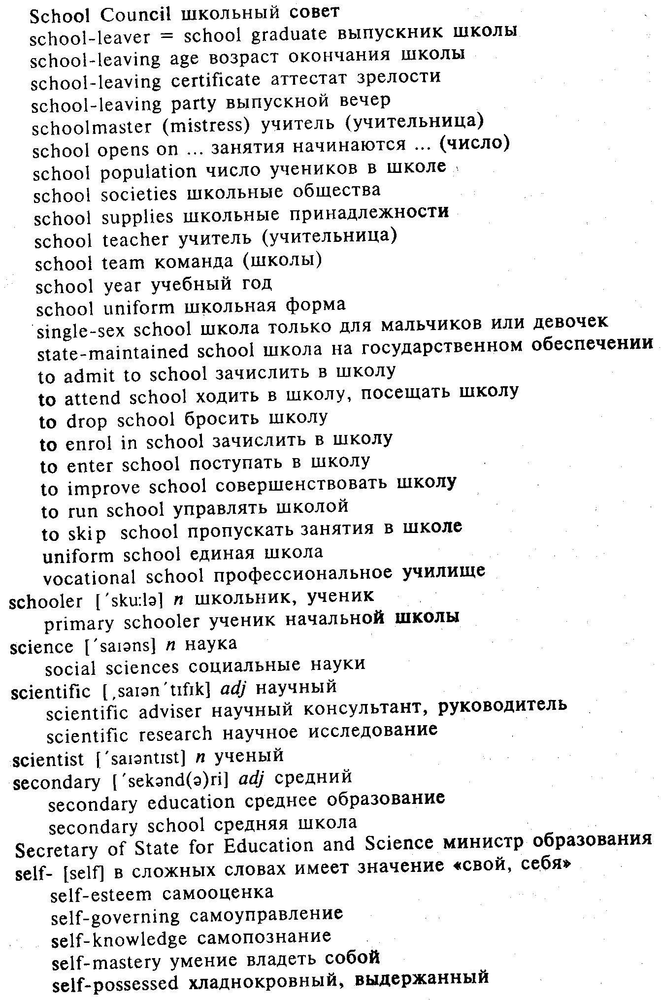 School Council школьный совет
school-leaver = school graduate выпускник школы
school-leaving age возраст окончания школы
school-leaving certificate аттестат зрелости
school-leaving party выпускной вечер
schoolmaster (mistress) учитель (учительница)
school opens on ... занятия начинаются ... (число)
school population число учеников в школе
school societies школьные общества
school supplies школьные принадлежности
school teacher учитель (учительница)
school team команда (школы)
school year учебный год
school uniform школьная форма
single-sex school школа только для мальчиков или девочек
state-maintained school школа на государственном обеспечении
to admit to school зачислить в школу
to attend school ходить в школу, посещать школу
to drop school бросить школу
to enrol in school зачислить в школу
to enter school поступать в школу
to improve school совершенствовать школу
to run school управлять школой
to skip school пропускать занятия в школе
uniform school единая школа
vocational school профессиональное училище
schooler [ˊsku:lə] n школьник, ученик
primary schooler ученик начальной школы
science [ˊsaıəns] n наука
social sciences социальные науки
scientific [ˌsaıənˊtıfık] adj научный
scientific adviser научный консультант, руководитель
scientific research научное исследование
scientist [ˊsaıəntıst] n ученый
secondary [ˊsekənd(ə)ri] adj средний
secondary education среднее образование
secondary school средняя школа
Secretary of State for Education and Science министр образования
self- [self] в сложных словах имеет значение «свой, себя»
self-esteem самооценка
self-governing самоуправление
self-knowledge самопознание
self-mastery умение владеть собой
self-possessed хладнокровный, выдержанный